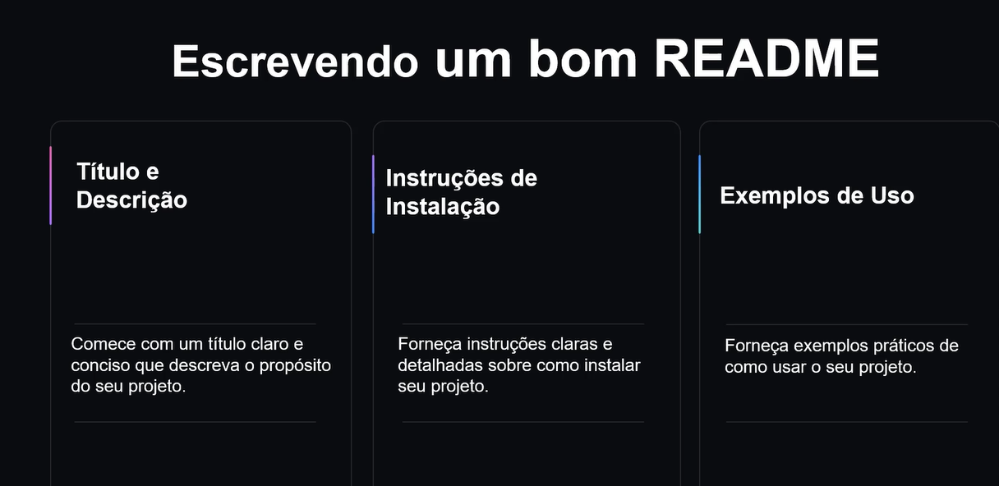 Escrevendo um bom README
Título e
Descrição
Comece com um título claro e
conciso que descreva o propósito
do seu projeto.
Instruções de
Instalação
Forneça instruções claras e
detalhadas sobre como instalar
seu projeto.
Exemplos de Uso
Forneça exemplos práticos de
como usar o seu projeto.